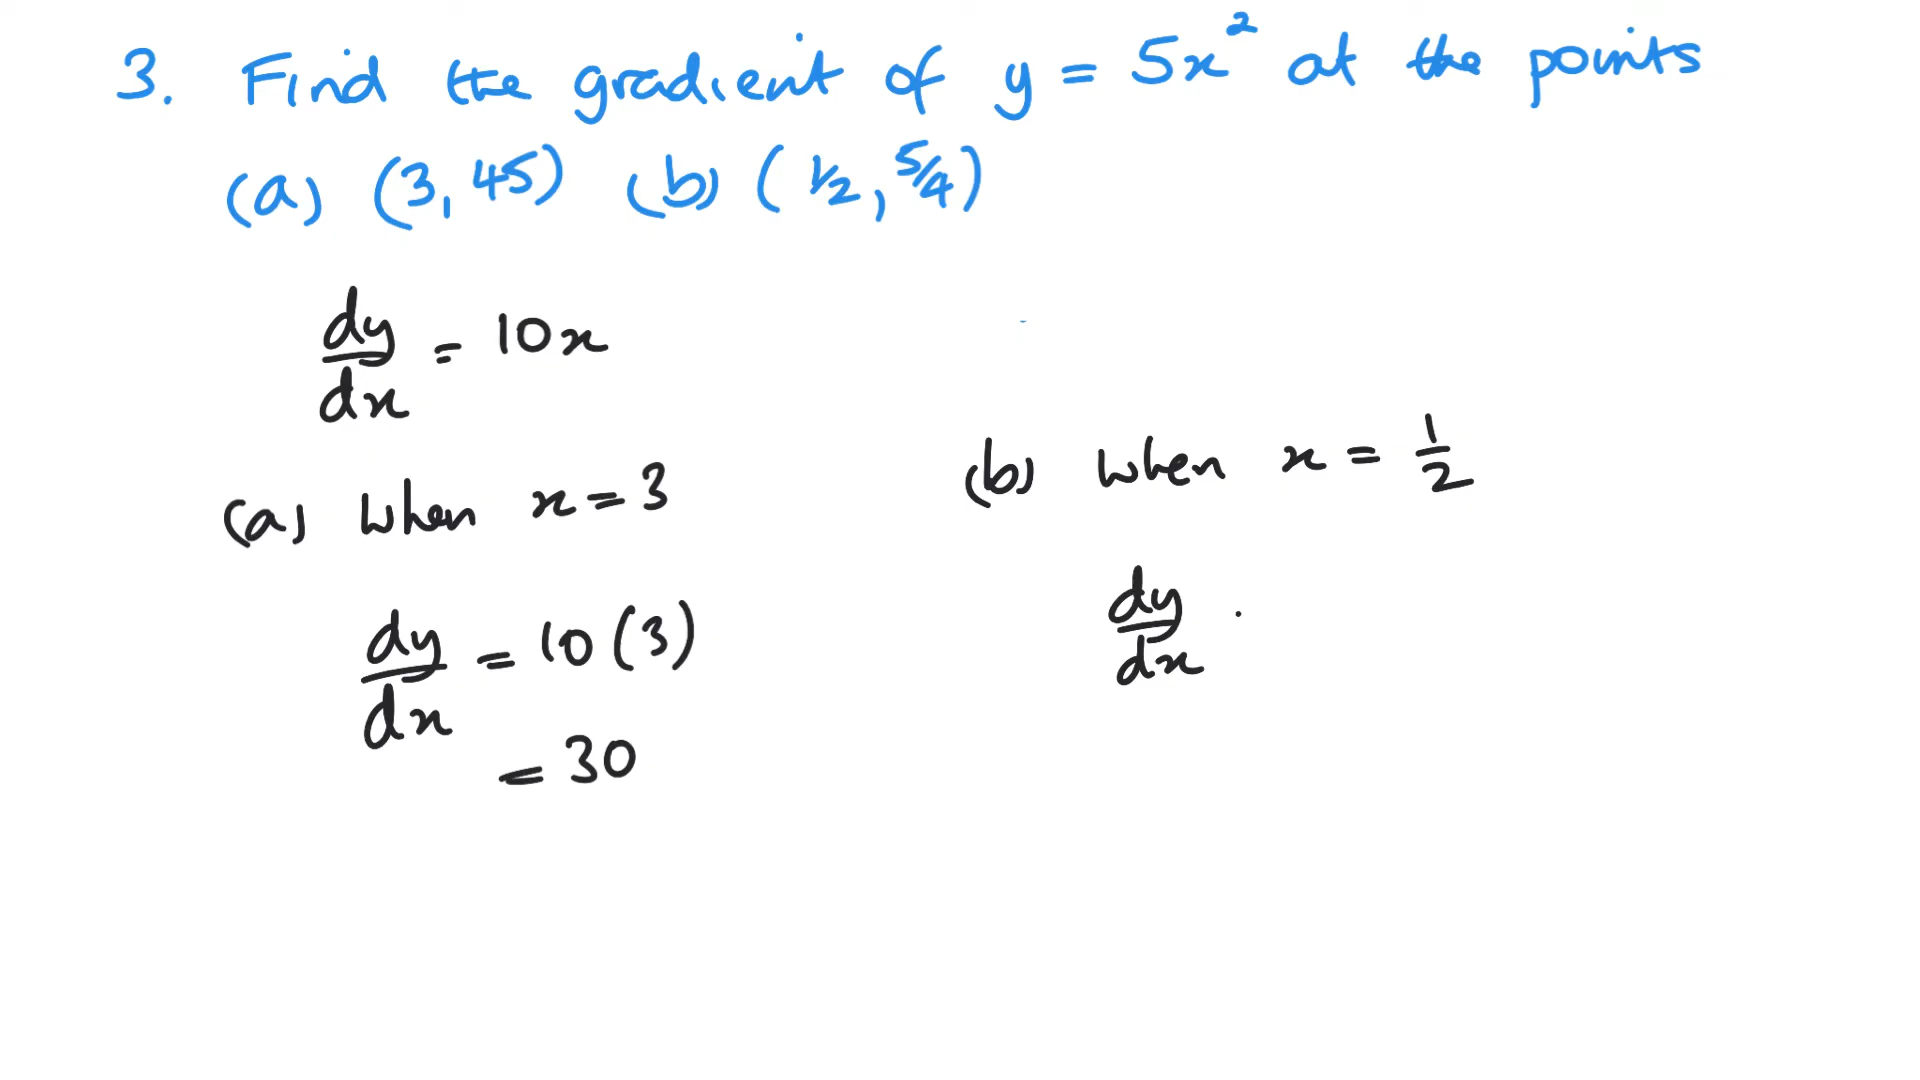 3. Find the gradient of y = 5x² at the points
(a) (3, 45) (b) (1/2, 5/4)
dy/dx = 10x
(a) when x = 3
dy/dx = 10(3)
= 30
(b) when x = 1/2
dy/dx